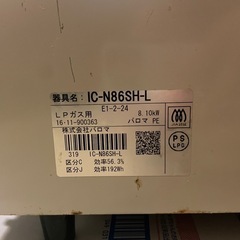 器具名: IC-N86SH-L
E1-2-24
LPガス用 8.10kW
16·11-900363 パロマ PE
株式会社パロマ
319 IC-N86SH-L
区分C 効率56.3%
区分J 効率192Wh
PS
LPG